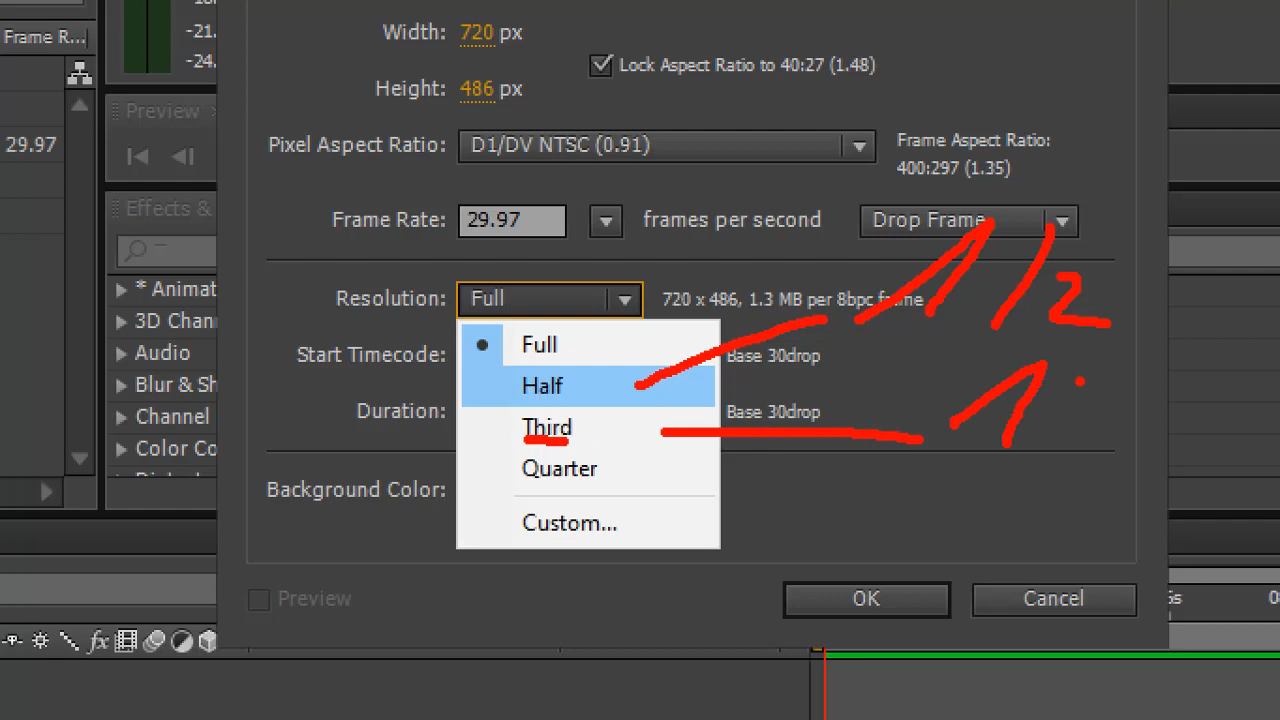 Width: 720 px
-21.
Frame R...
-24.
Lock Aspect Ratio to 40:27 (1.48)
Height: 486 px
Preview
29.97
Pixel Aspect Ratio: D1/DV NTSC (0.91)
Frame Aspect Ratio:
400:297 (1.35)
Effects &
Frame Rate: 29.97 frames per second Drop Frame
* Animat
3D Chan
Audio
Blur & Sh
Channel
Color Co
Resolution: Full 720 x 486, 1.3 MB per 8bpc frame
1/2
Full
Start Timecode: Base 30drop
Half
Duration: Base 30drop
Third
1
Quarter
Background Color:
Custom...
Preview
OK Cancel
fx